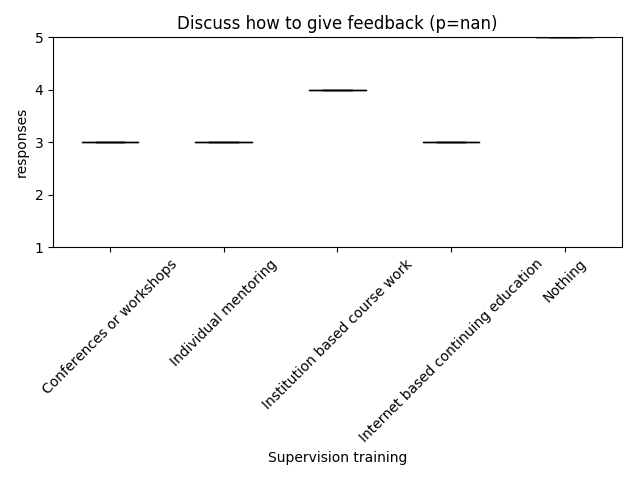 Discuss how to give feedback (p=nan)
5
4
3
2
1
responses
Conferences or workshops
Individual mentoring
Institution based course work
Internet based continuing education
Nothing
Supervision training